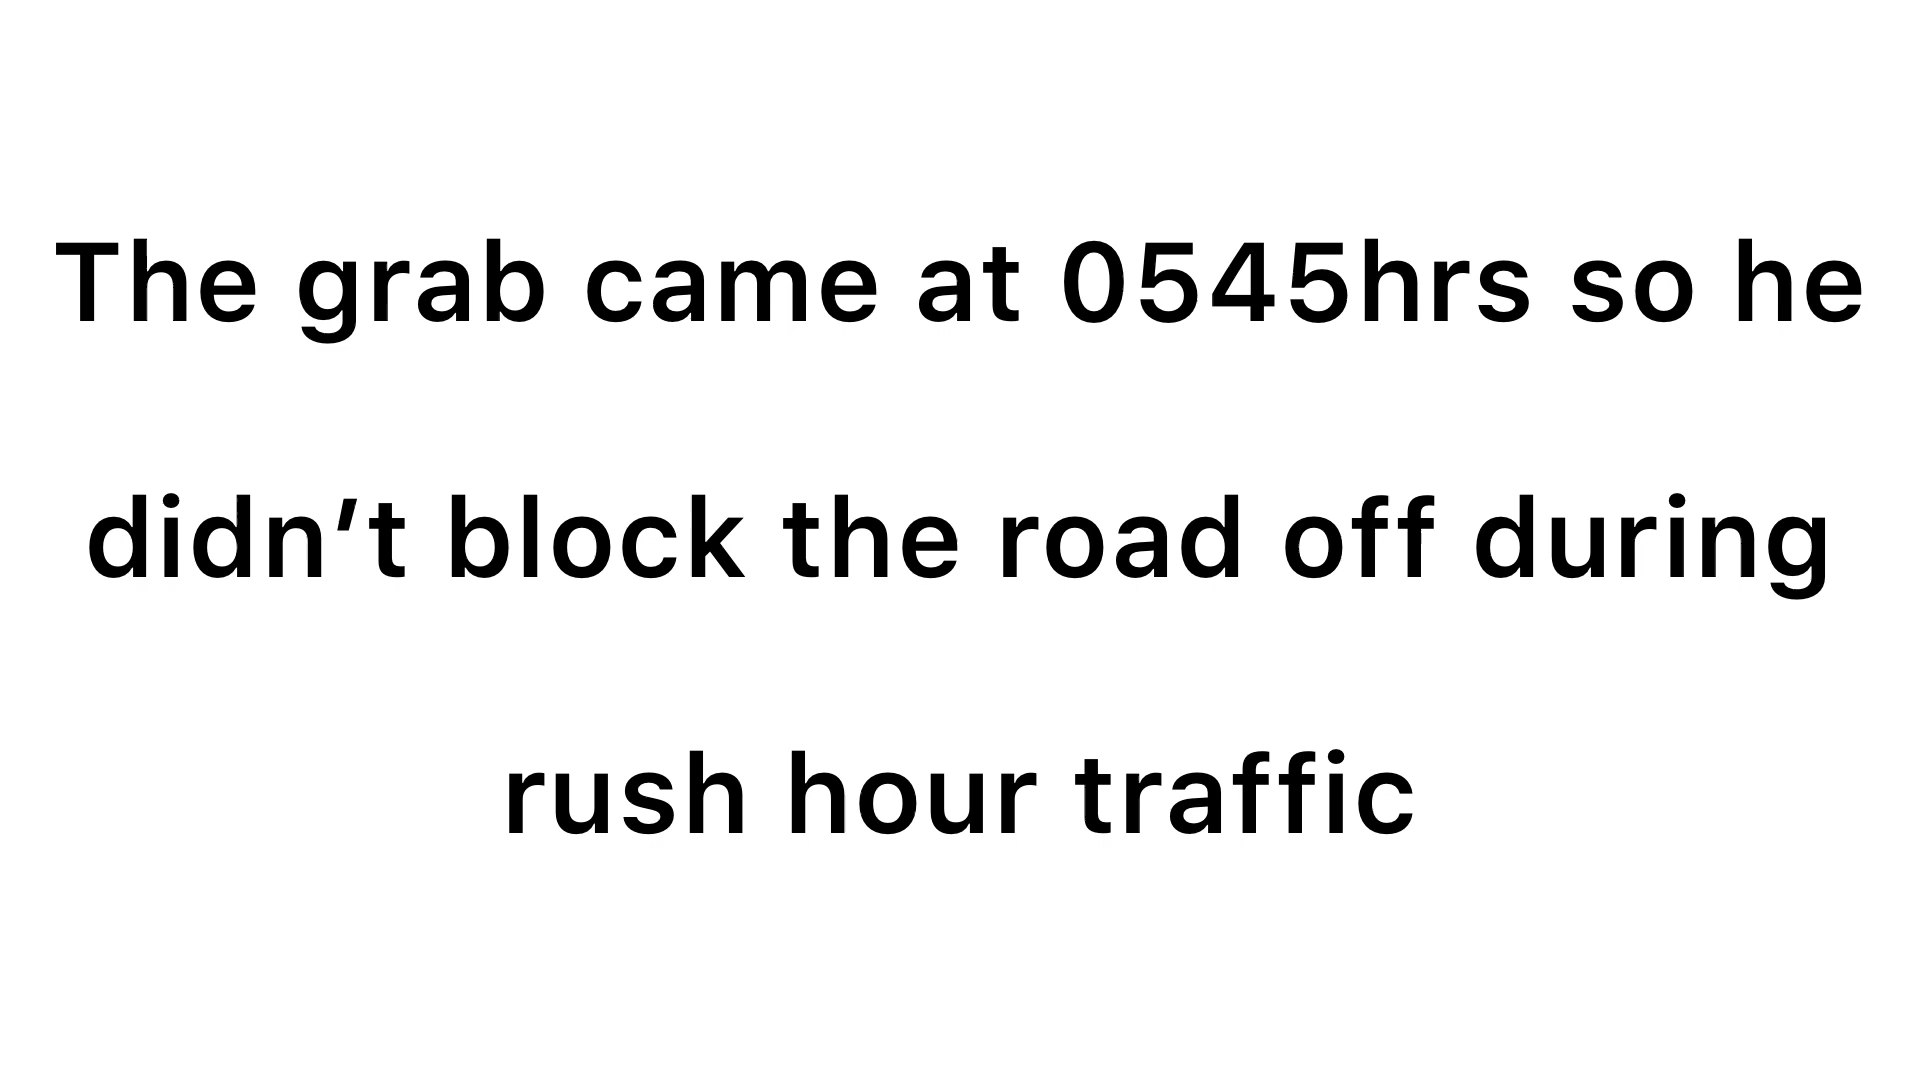 The grab came at 0545hrs so he
didn’t block the road off during
rush hour traffic